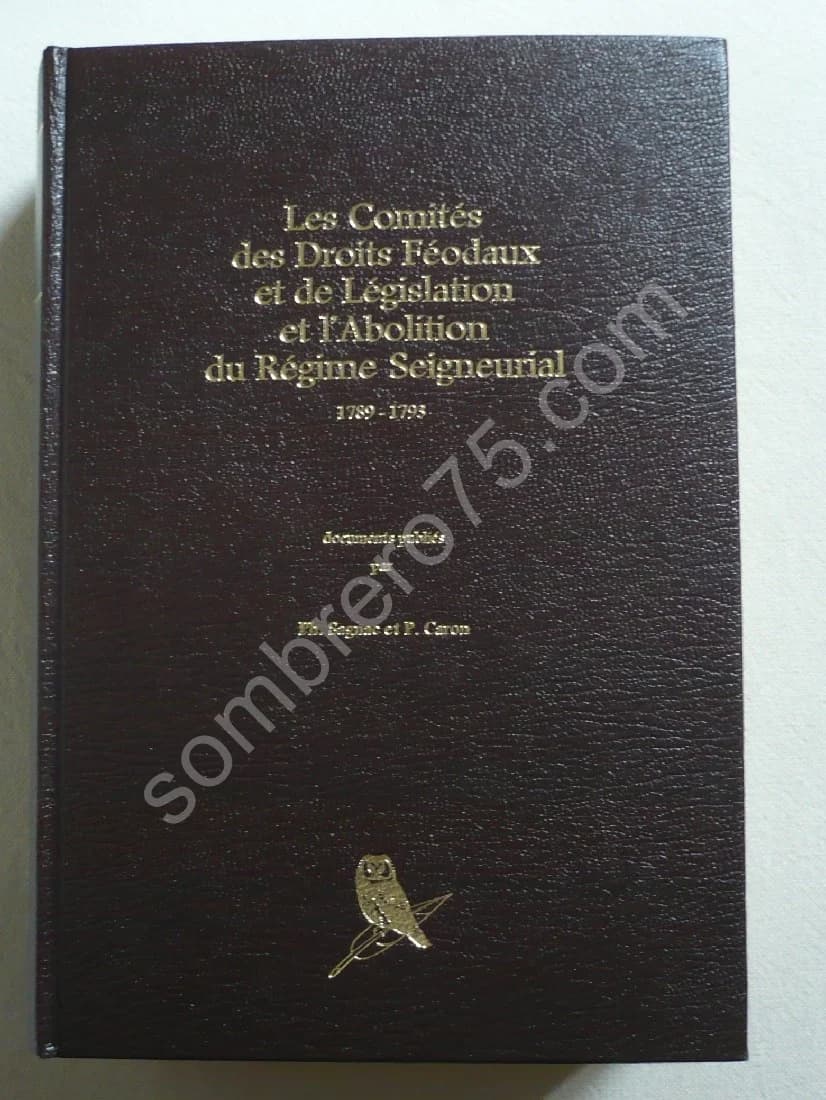 Les Comités
des Droits Féodaux
et de Législation
et l'Abolition
du Régime Seigneurial
1789-1793
documents publiés
par
Ph. Sagnac et P. Caron
sombrero75.com